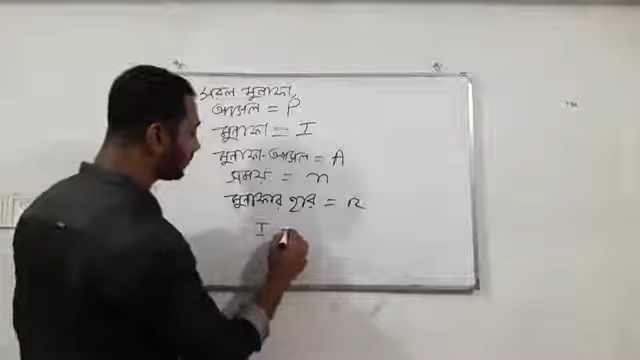 সরল মুনাফা,
আসল = P
মুনাফা = I
মুনাফা-আসল = A
সময় = n
মুনাফার হার = r
I